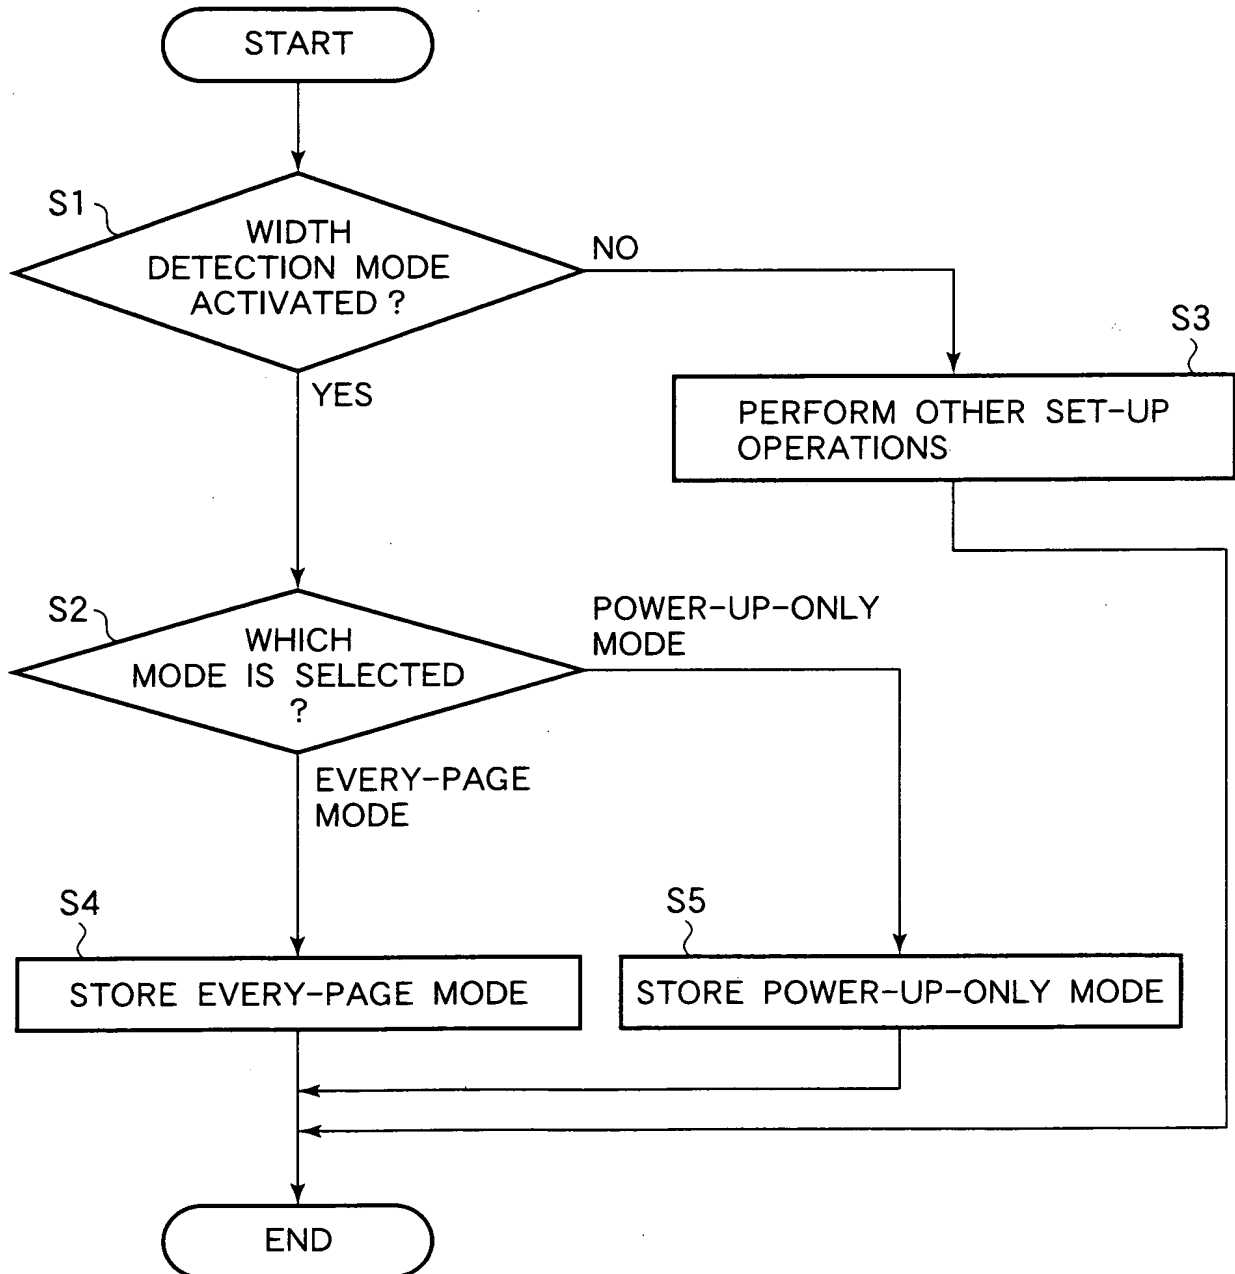 START
S1
WIDTH
DETECTION MODE
ACTIVATED ?
NO
YES
S3
PERFORM OTHER SET-UP
OPERATIONS
S2
WHICH
MODE IS SELECTED
?
POWER-UP-ONLY
MODE
EVERY-PAGE
MODE
S4
STORE EVERY-PAGE MODE
S5
STORE POWER-UP-ONLY MODE
END